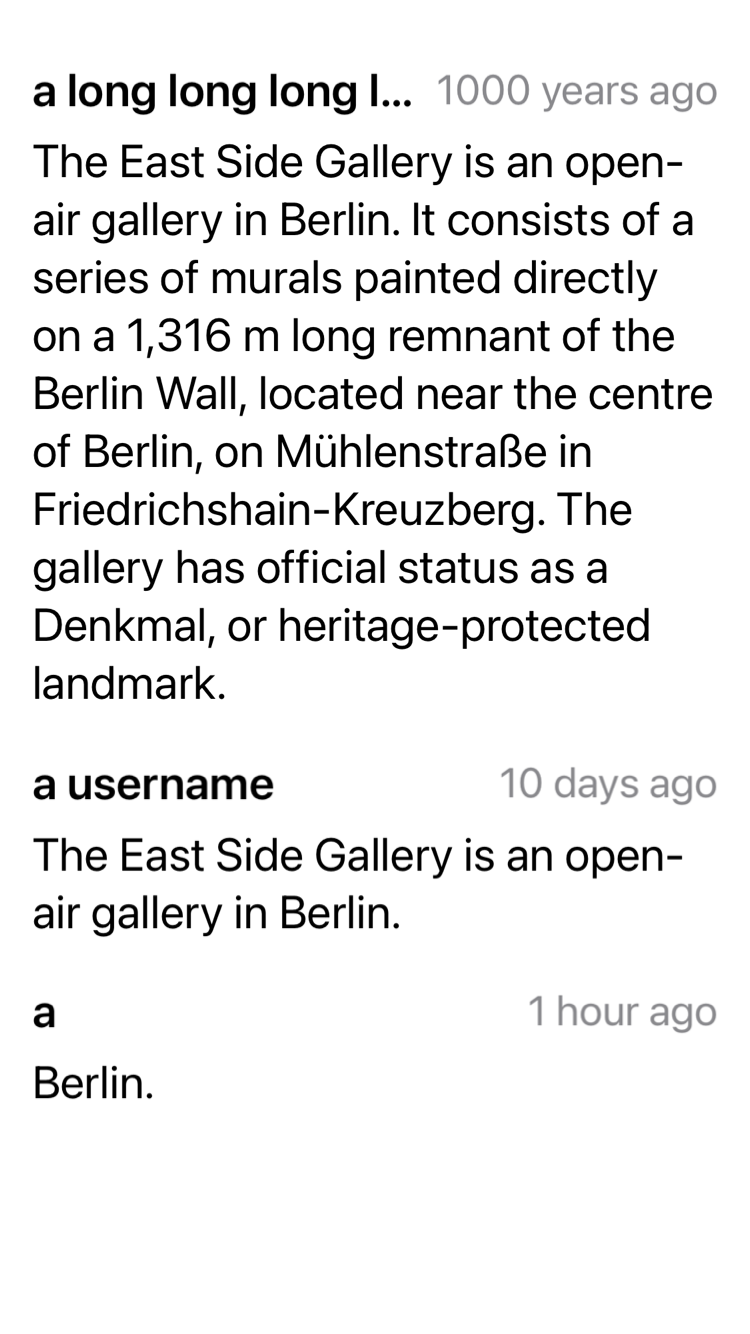 a long long long l... 1000 years ago
The East Side Gallery is an open-
air gallery in Berlin. It consists of a
series of murals painted directly
on a 1,316 m long remnant of the
Berlin Wall, located near the centre
of Berlin, on Mühlenstraße in
Friedrichshain-Kreuzberg. The
gallery has official status as a
Denkmal, or heritage-protected
landmark.
a username 10 days ago
The East Side Gallery is an open-
air gallery in Berlin.
a 1 hour ago
Berlin.